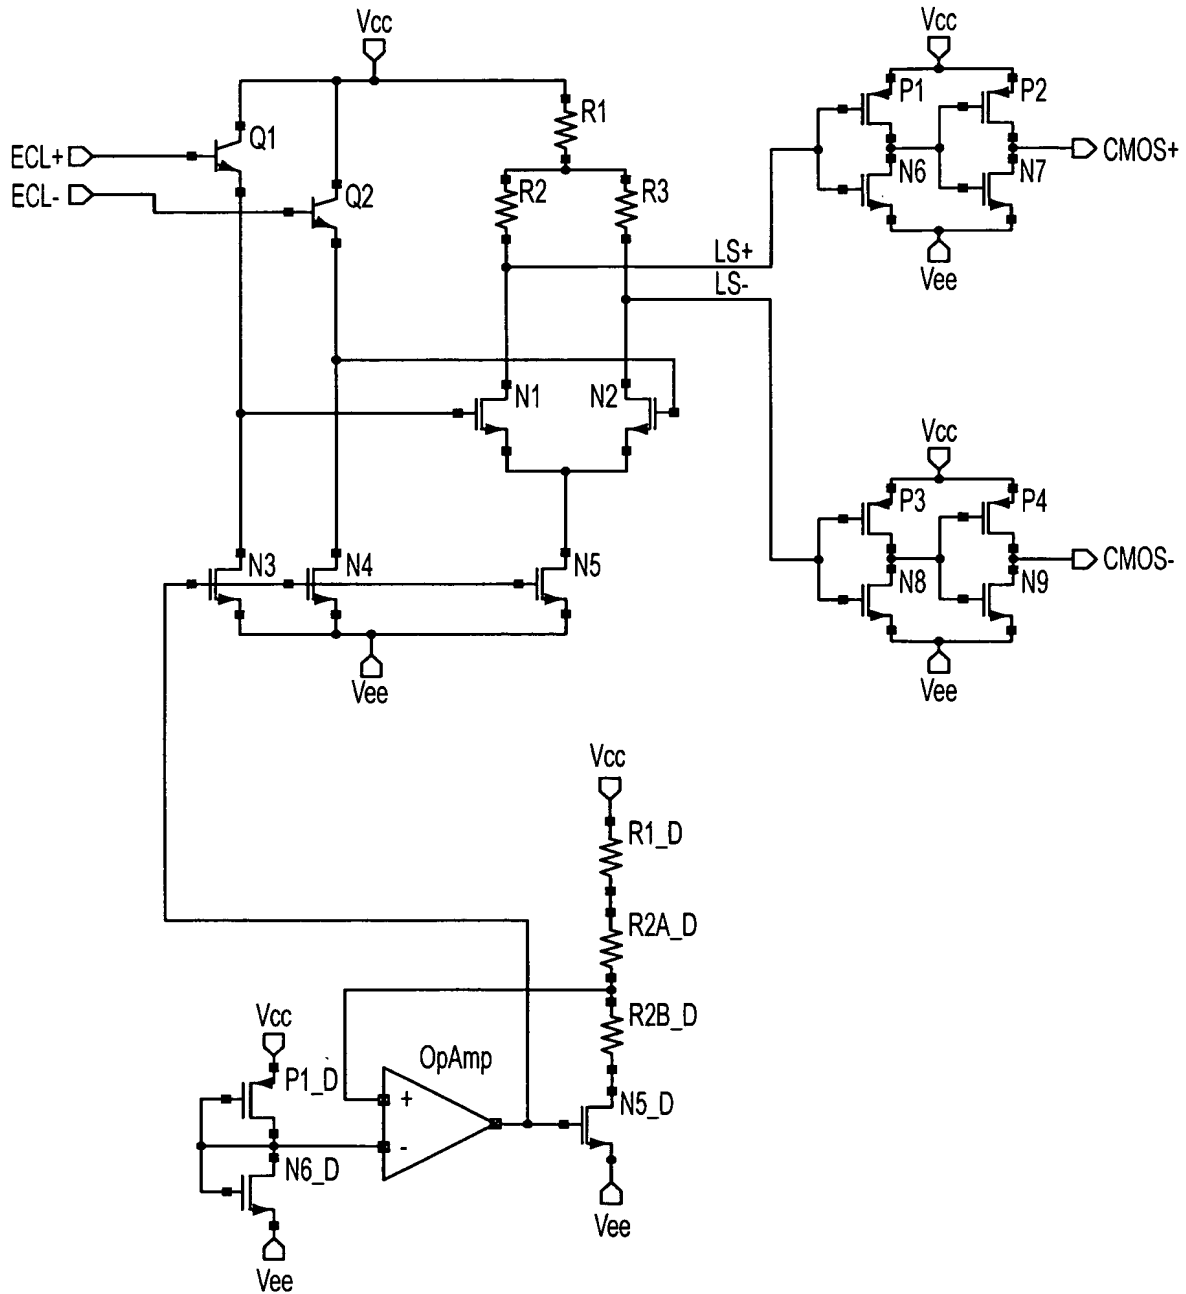 Vcc
Vcc
Q1
R1
P1
P2
ECL+
CMOS+
ECL-
Q2
R2
R3
N6
N7
LS+
LS-
Vee
N1
N2
Vcc
P3
P4
N3
N4
N5
CMOS-
N8
N9
Vee
Vee
Vcc
R1_D
R2A_D
Vcc
R2B_D
OpAmp
P1_D
+
N5_D
-
N6_D
Vee
Vee